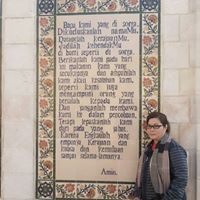 Bapa kami yang di sorga,
Dikuduskanlah namaMu,
Datanglah kerajaanMu,
Jadilah kehendakMu
di bumi seperti di sorga.
Berikanlah kami pada hari
ini makanan kami yang
secukupnya dan ampunilah
kami akan kesalahan kami,
seperti kami juga
mengampuni orang yang
bersalah kepada kami,
Dan janganlah membawa
kami ke dalam pencobaan,
Tetapi lepaskanlah kami
dari pada yang jahat.
Karena Engkaulah yang
empunya Kerajaan dan
kuasa dan kemuliaan
sampai selama-lamanya.
Amin.